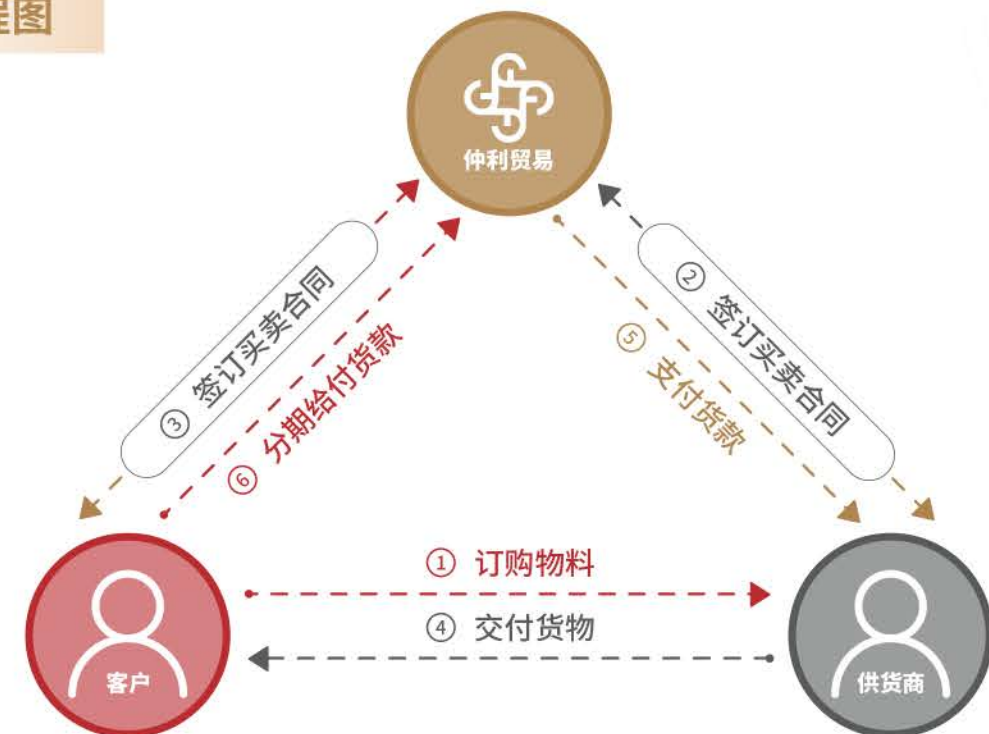 程图
仲利贸易
③ 签订买卖合同
⑥ 分期给付货款
② 签订买卖合同
⑤ 支付货款
① 订购物料
④ 交付货物
客户
供货商